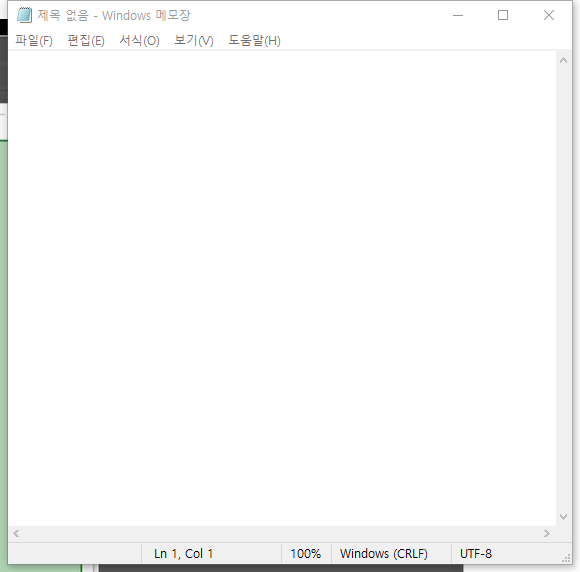 제목 없음 - Windows 메모장
파일(F) 편집(E) 서식(O) 보기(V) 도움말(H)
Ln 1, Col 1 100% Windows (CRLF) UTF-8